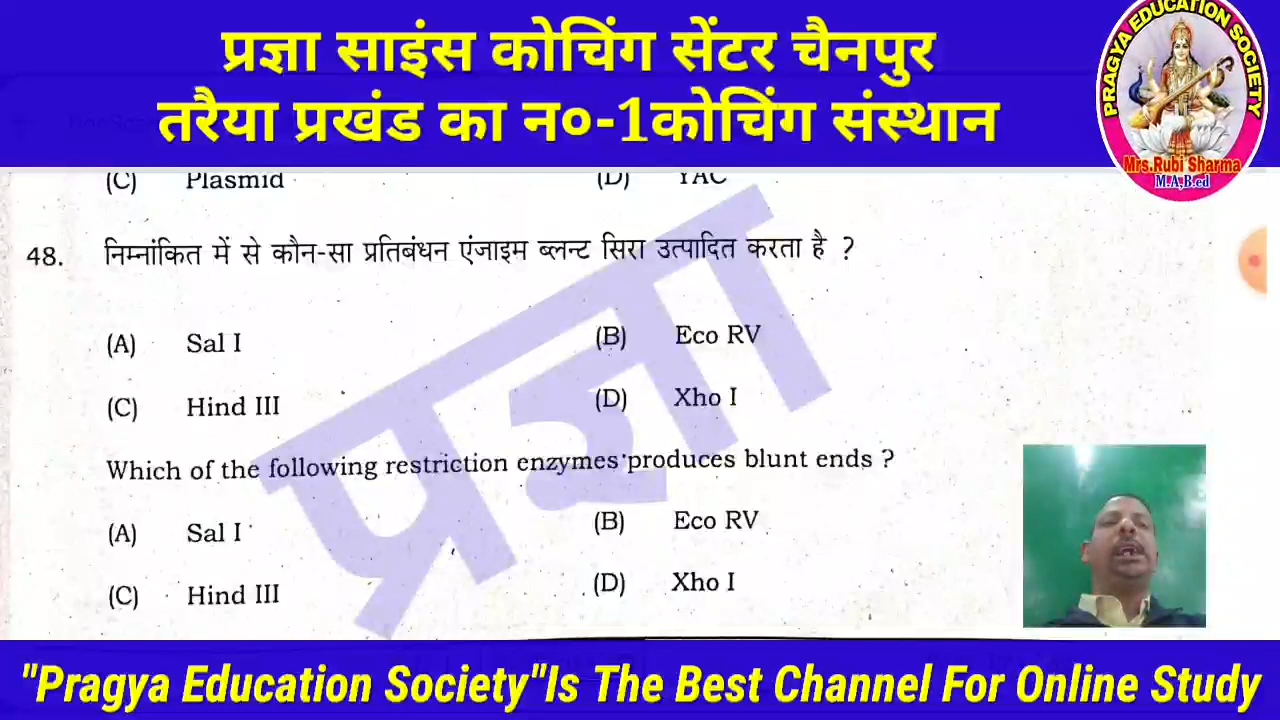 प्रज्ञा साइंस कोचिंग सेंटर चैनपुर
तरैया प्रखंड का न०-1कोचिंग संस्थान
PRAGYA EDUCATION SOCIETY
Mrs.Rubi Sharma
M.A,B.ed
(C) Plasmid (D) YAC
48. निम्नांकित में से कौन-सा प्रतिबंधन एंजाइम ब्लन्ट सिरा उत्पादित करता है ?
(A) Sal I (B) Eco RV
(C) Hind III (D) Xho I
Which of the following restriction enzymes produces blunt ends ?
(A) Sal I (B) Eco RV
(C) Hind III (D) Xho I
प्रज्ञा
"Pragya Education Society"Is The Best Channel For Online Study